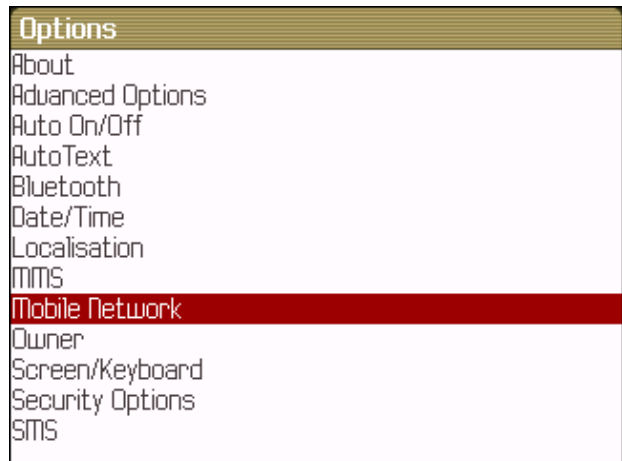 Options
About
Advanced Options
Auto On/Off
AutoText
Bluetooth
Date/Time
Localisation
MMS
Mobile Network
Owner
Screen/Keyboard
Security Options
SMS